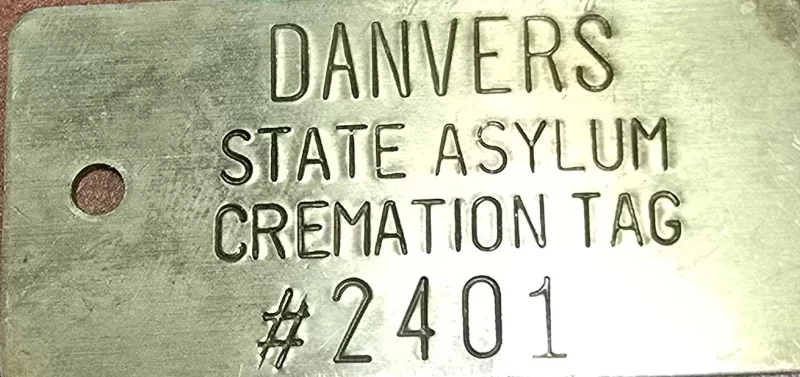 DANVERS
STATE ASYLUM
CREMATION TAG
#2401